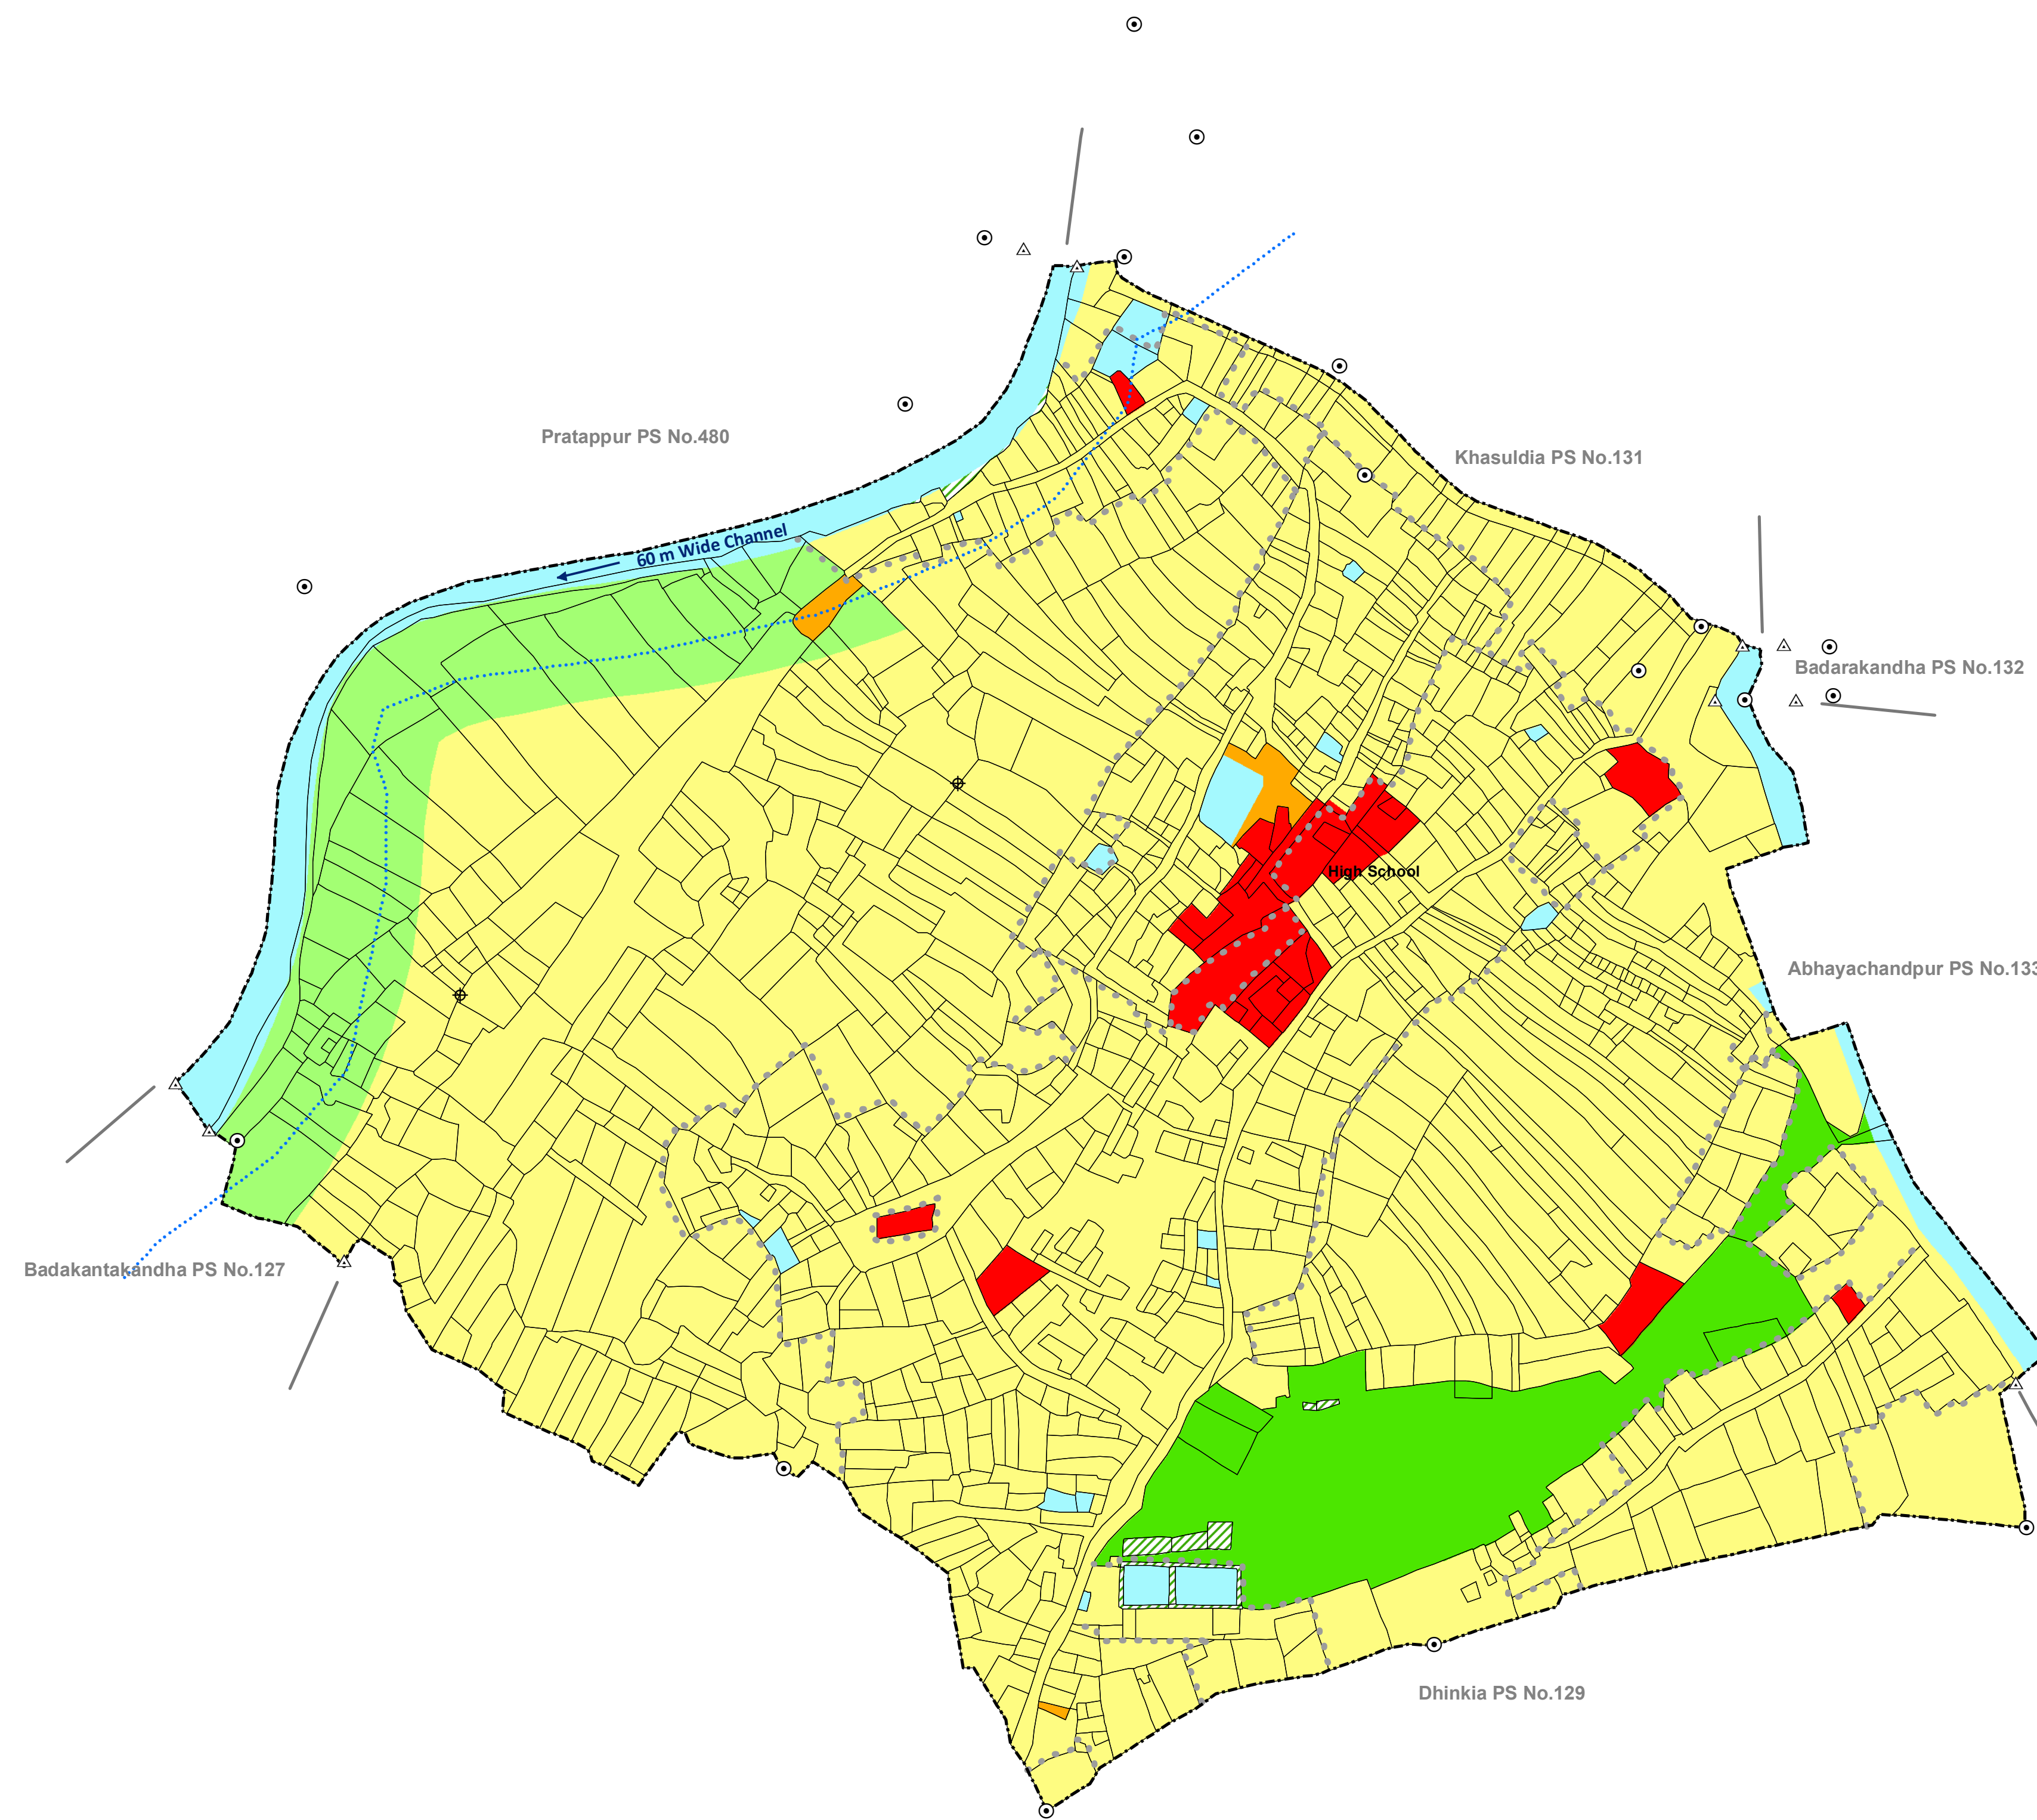 Pratappur PS No.480
Khasuldia PS No.131
60 m Wide Channel
Badarakandha PS No.132
High School
Abhayachandpur PS No.133
Badakantakandha PS No.127
Dhinkia PS No.129